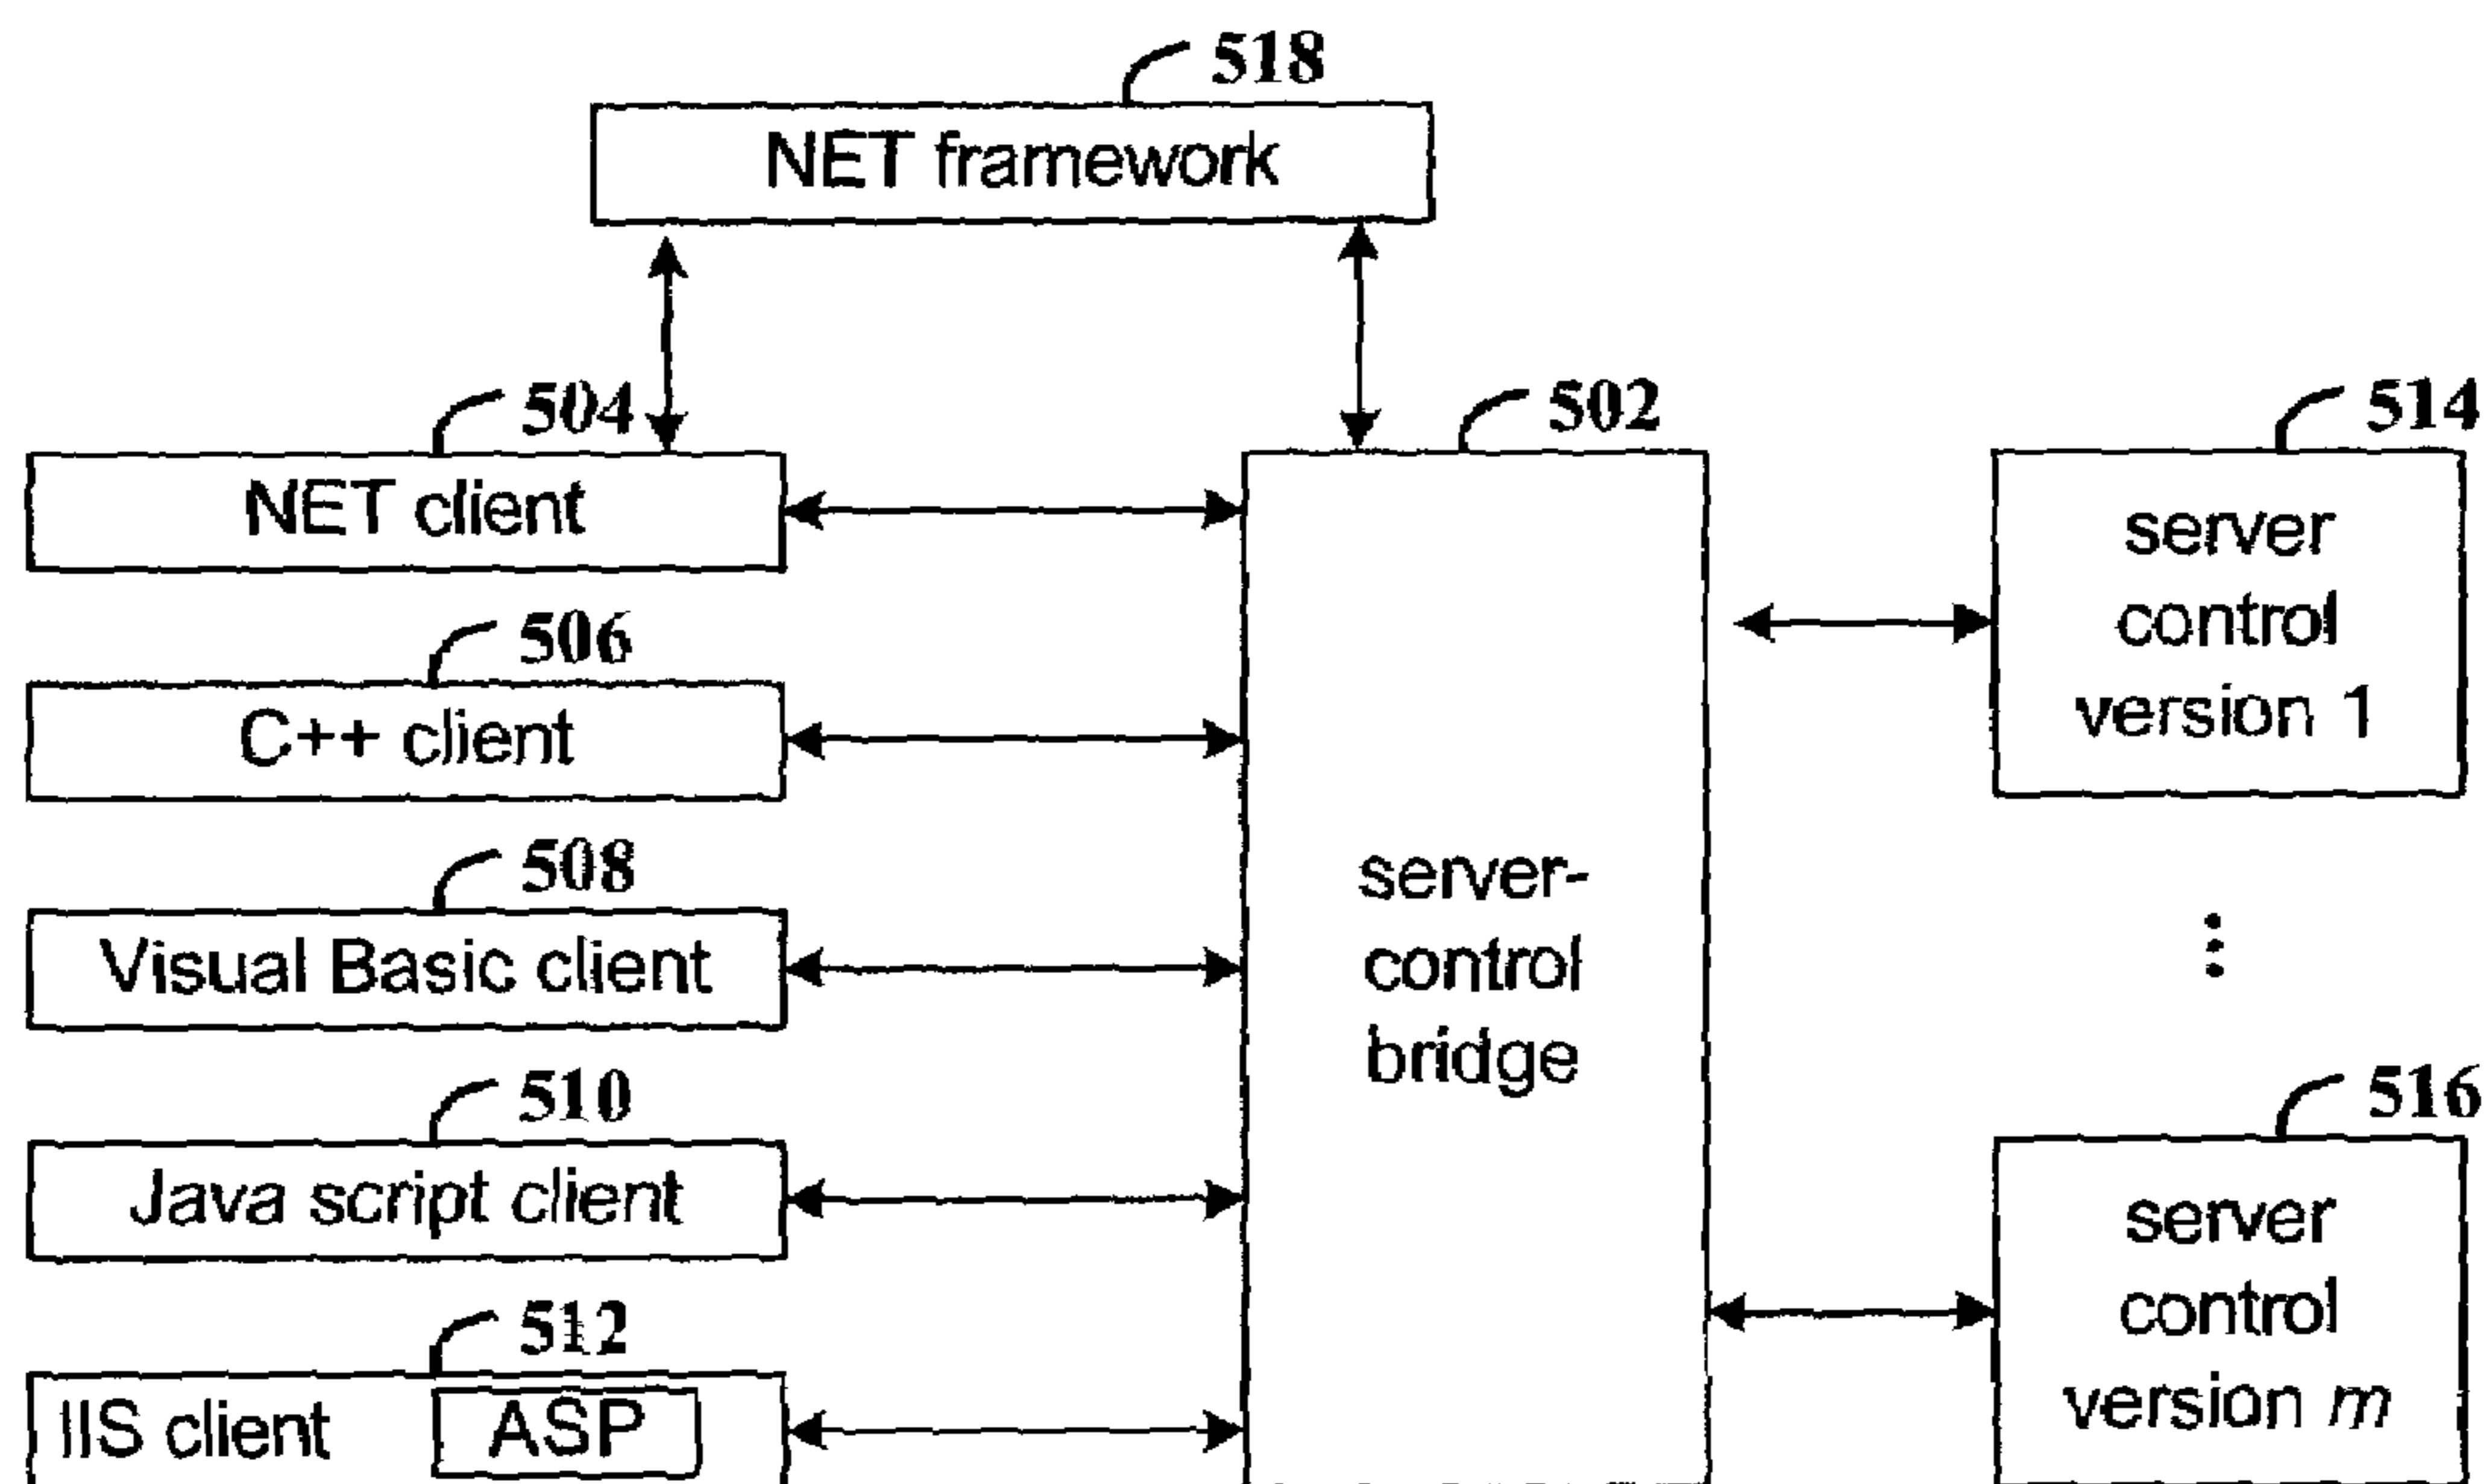 518
NET framework
504
NET client
506
C++ client
508
Visual Basic client
510
Java script client
512
IIS client
ASP
502
server-
control
bridge
514
server
control
version 1
516
server
control
version m